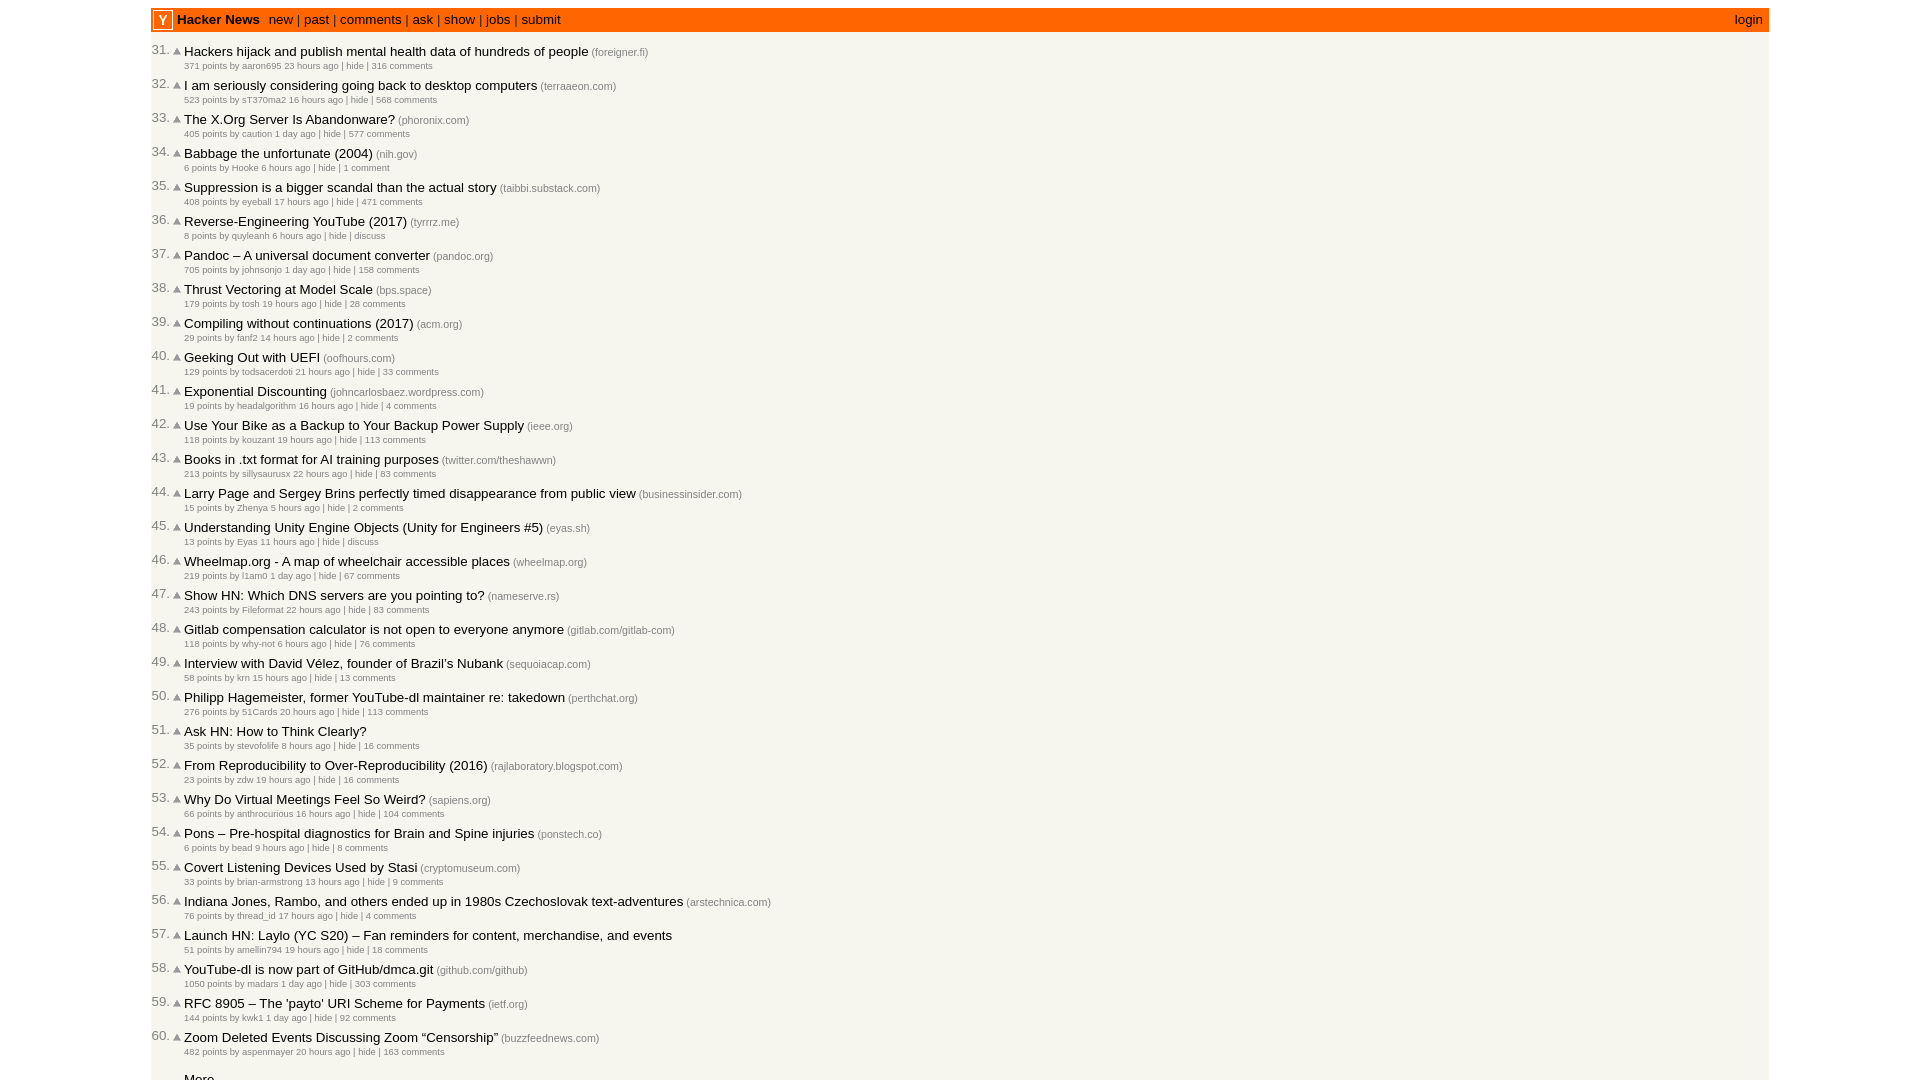 Y Hacker News new | past | comments | ask | show | jobs | submit login
31. Hackers hijack and publish mental health data of hundreds of people (foreigner.fi)
371 points by aaron695 23 hours ago | hide | 316 comments
32. I am seriously considering going back to desktop computers (terraaeon.com)
523 points by sT370ma2 16 hours ago | hide | 568 comments
33. The X.Org Server Is Abandonware? (phoronix.com)
405 points by caution 1 day ago | hide | 577 comments
34. Babbage the unfortunate (2004) (nih.gov)
6 points by Hooke 6 hours ago | hide | 1 comment
35. Suppression is a bigger scandal than the actual story (taibbi.substack.com)
408 points by eyeball 17 hours ago | hide | 471 comments
36. Reverse-Engineering YouTube (2017) (tyrrrz.me)
8 points by quyleanh 6 hours ago | hide | discuss
37. Pandoc – A universal document converter (pandoc.org)
705 points by johnsonjo 1 day ago | hide | 158 comments
38. Thrust Vectoring at Model Scale (bps.space)
179 points by tosh 19 hours ago | hide | 28 comments
39. Compiling without continuations (2017) (acm.org)
29 points by fanf2 14 hours ago | hide | 2 comments
40. Geeking Out with UEFI (oofhours.com)
129 points by todsacerdoti 21 hours ago | hide | 33 comments
41. Exponential Discounting (johncarlosbaez.wordpress.com)
19 points by headalgorithm 16 hours ago | hide | 4 comments
42. Use Your Bike as a Backup to Your Backup Power Supply (ieee.org)
118 points by kouzant 19 hours ago | hide | 113 comments
43. Books in .txt format for AI training purposes (twitter.com/theshawwn)
213 points by sillysaurusx 22 hours ago | hide | 83 comments
44. Larry Page and Sergey Brins perfectly timed disappearance from public view (businessinsider.com)
15 points by Zhenya 5 hours ago | hide | 2 comments
45. Understanding Unity Engine Objects (Unity for Engineers #5) (eyas.sh)
13 points by Eyas 11 hours ago | hide | discuss
46. Wheelmap.org - A map of wheelchair accessible places (wheelmap.org)
219 points by l1am0 1 day ago | hide | 67 comments
47. Show HN: Which DNS servers are you pointing to? (nameserve.rs)
243 points by Fileformat 22 hours ago | hide | 83 comments
48. Gitlab compensation calculator is not open to everyone anymore (gitlab.com/gitlab-com)
118 points by why-not 6 hours ago | hide | 76 comments
49. Interview with David Vélez, founder of Brazil’s Nubank (sequoiacap.com)
58 points by krn 15 hours ago | hide | 13 comments
50. Philipp Hagemeister, former YouTube-dl maintainer re: takedown (perthchat.org)
276 points by 51Cards 20 hours ago | hide | 113 comments
51. Ask HN: How to Think Clearly?
35 points by stevofolife 8 hours ago | hide | 16 comments
52. From Reproducibility to Over-Reproducibility (2016) (rajlaboratory.blogspot.com)
23 points by zdw 19 hours ago | hide | 16 comments
53. Why Do Virtual Meetings Feel So Weird? (sapiens.org)
66 points by anthrocurious 16 hours ago | hide | 104 comments
54. Pons – Pre-hospital diagnostics for Brain and Spine injuries (ponstech.co)
6 points by bead 9 hours ago | hide | 8 comments
55. Covert Listening Devices Used by Stasi (cryptomuseum.com)
33 points by brian-armstrong 13 hours ago | hide | 9 comments
56. Indiana Jones, Rambo, and others ended up in 1980s Czechoslovak text-adventures (arstechnica.com)
76 points by thread_id 17 hours ago | hide | 4 comments
57. Launch HN: Laylo (YC S20) – Fan reminders for content, merchandise, and events
51 points by amellin794 19 hours ago | hide | 18 comments
58. YouTube-dl is now part of GitHub/dmca.git (github.com/github)
1050 points by madars 1 day ago | hide | 303 comments
59. RFC 8905 – The 'payto' URI Scheme for Payments (ietf.org)
144 points by kwk1 1 day ago | hide | 92 comments
60. Zoom Deleted Events Discussing Zoom “Censorship” (buzzfeednews.com)
482 points by aspenmayer 20 hours ago | hide | 163 comments
More